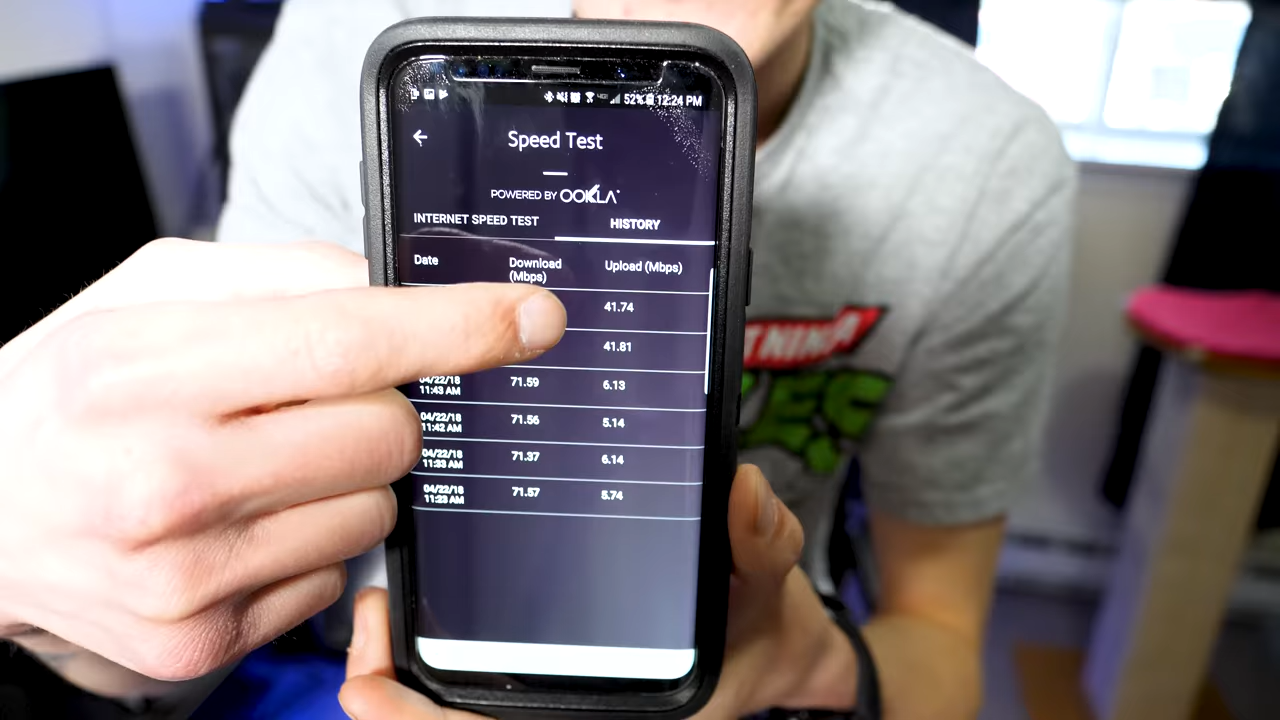 52% 12:24 PM
Speed Test
POWERED BY OOKLA
INTERNET SPEED TEST HISTORY
Date Download (Mbps) Upload (Mbps)
41.74
41.81
04/22/18 11:43 AM 71.59 6.13
04/22/18 11:42 AM 71.56 5.14
04/22/18 11:33 AM 71.37 6.14
04/22/18 11:23 AM 71.57 5.74